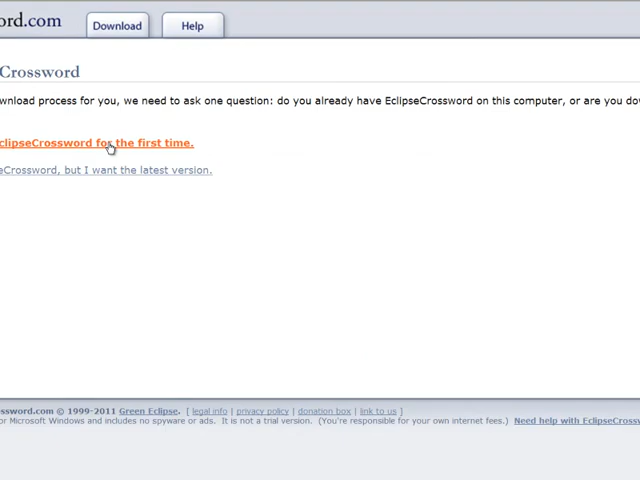 ord.com
Download
Help
Crossword
wnload process for you, we need to ask one question: do you already have EclipseCrossword on this computer, or are you dow
clipseCrossword for the first time.
eCrossword, but I want the latest version.
ossword.com © 1999-2011 Green Eclipse. [ legal info | privacy policy | donation box | link to us ]
or Microsoft Windows and includes no spyware or ads. It is not a trial version. (You're responsible for your own internet fees.) Need help with EclipseCrossw